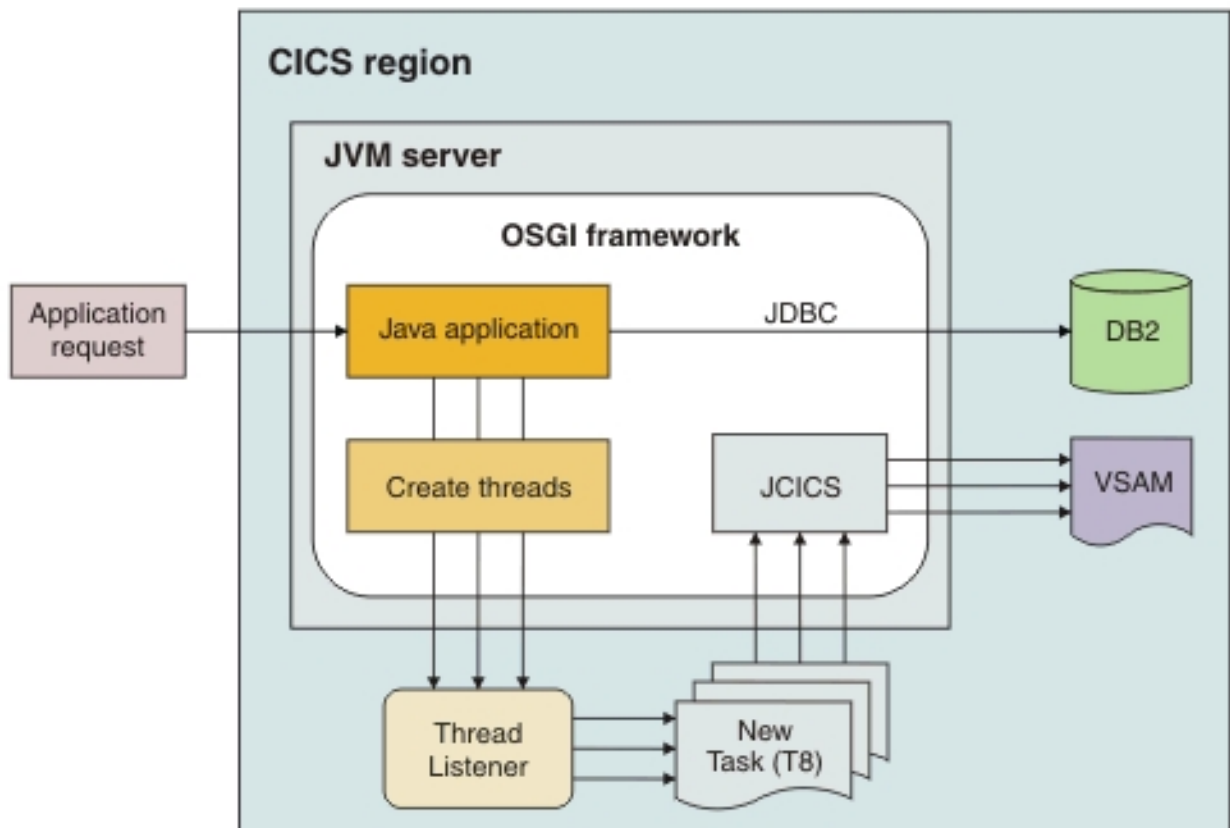 CICS region
JVM server
OSGI framework
Application
request
Java application
JDBC
DB2
Create threads
JCICS
VSAM
Thread
Listener
New
Task (T8)